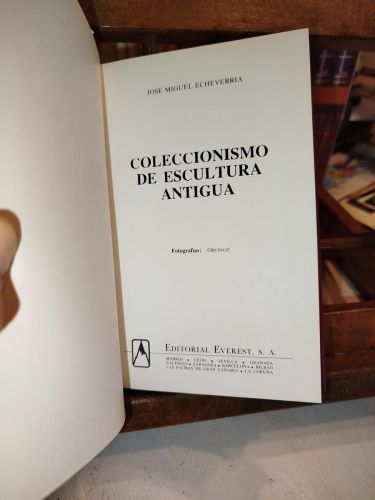 JOSE MIGUEL ECHEVERRIA
COLECCIONISMO
DE ESCULTURA
ANTIGUA
Fotografías: ORONOZ
EDITORIAL EVEREST, S. A.
MADRID • LEON • SEVILLA • GRANADA
VALENCIA • ZARAGOZA • BARCELONA • BILBAO
LAS PALMAS DE GRAN CANARIA • LA CORUÑA